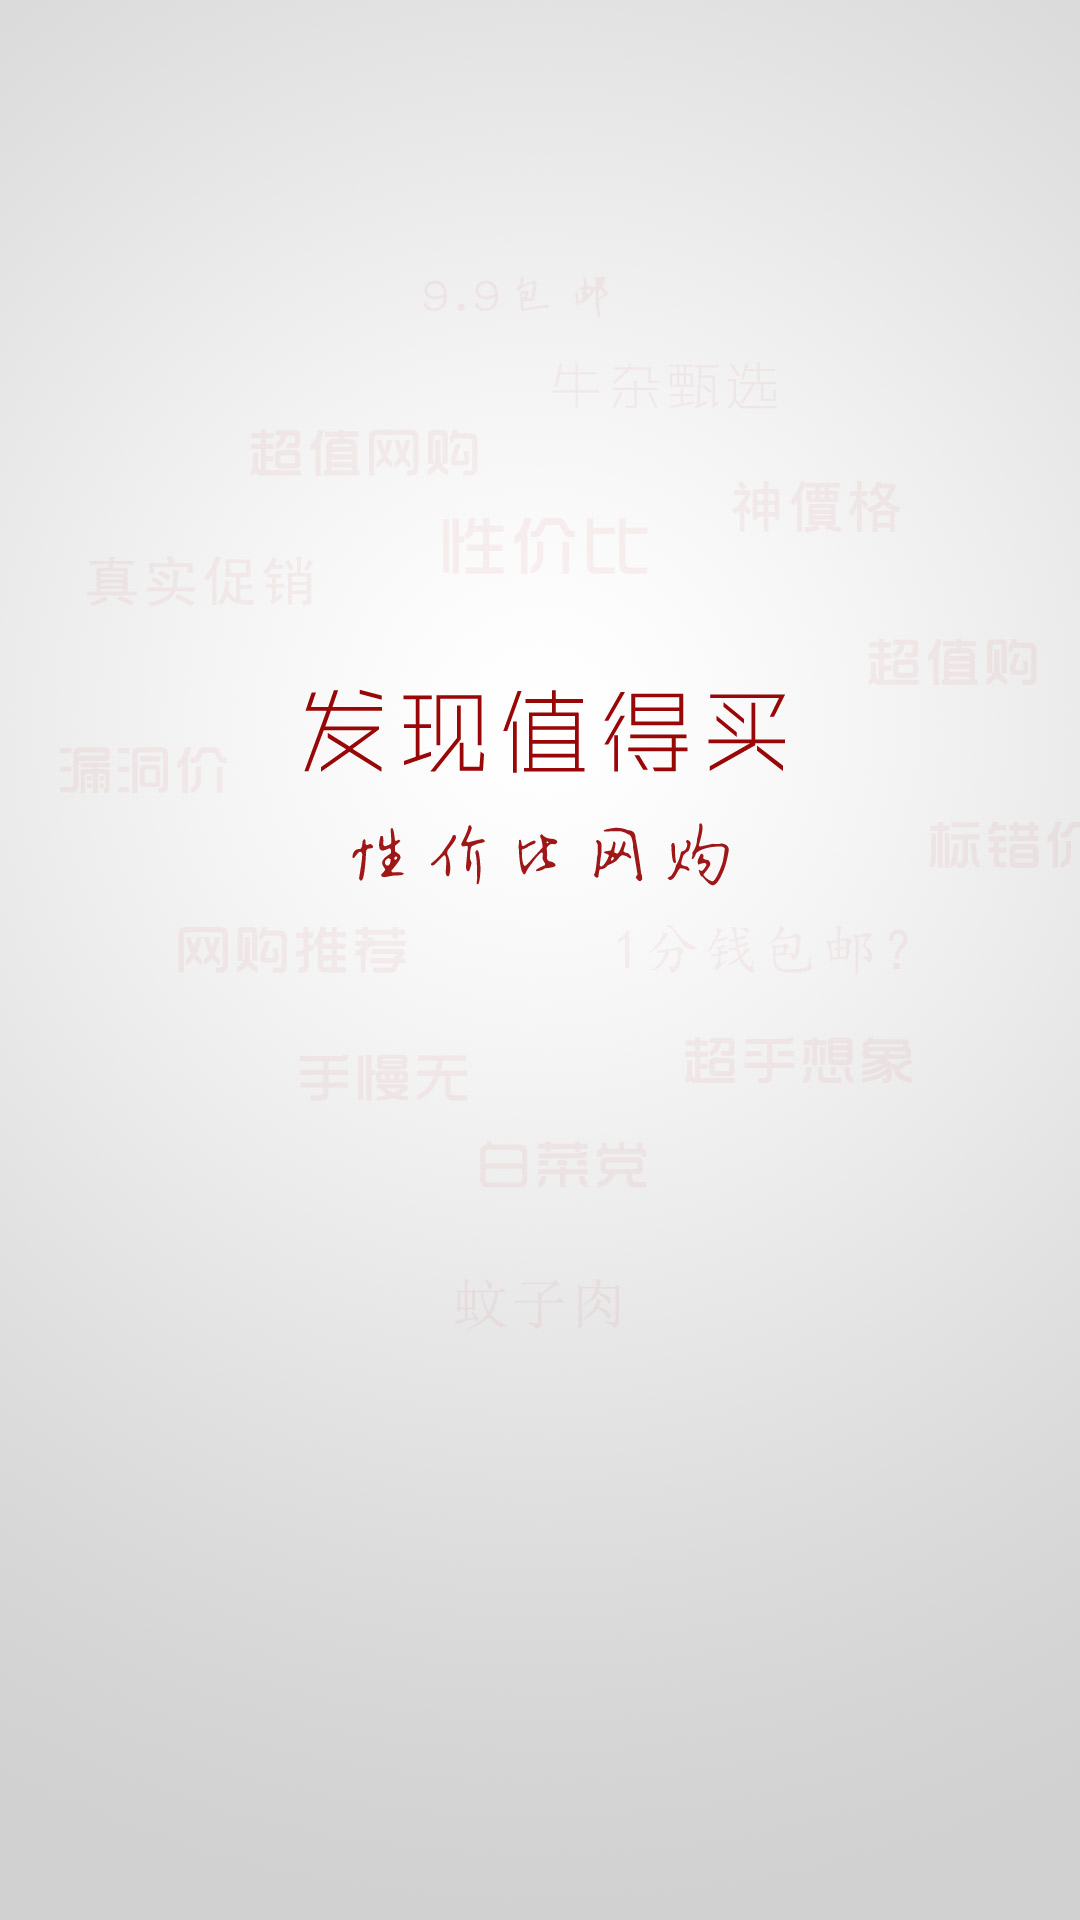 9.9包邮
牛杂甄选
超值网购
神價格
性价比
真实促销
超值购
发现值得买
漏洞价
标错价
性价比网购
网购推荐
1分钱包邮?
超乎想象
手慢无
白菜党
蚊子肉